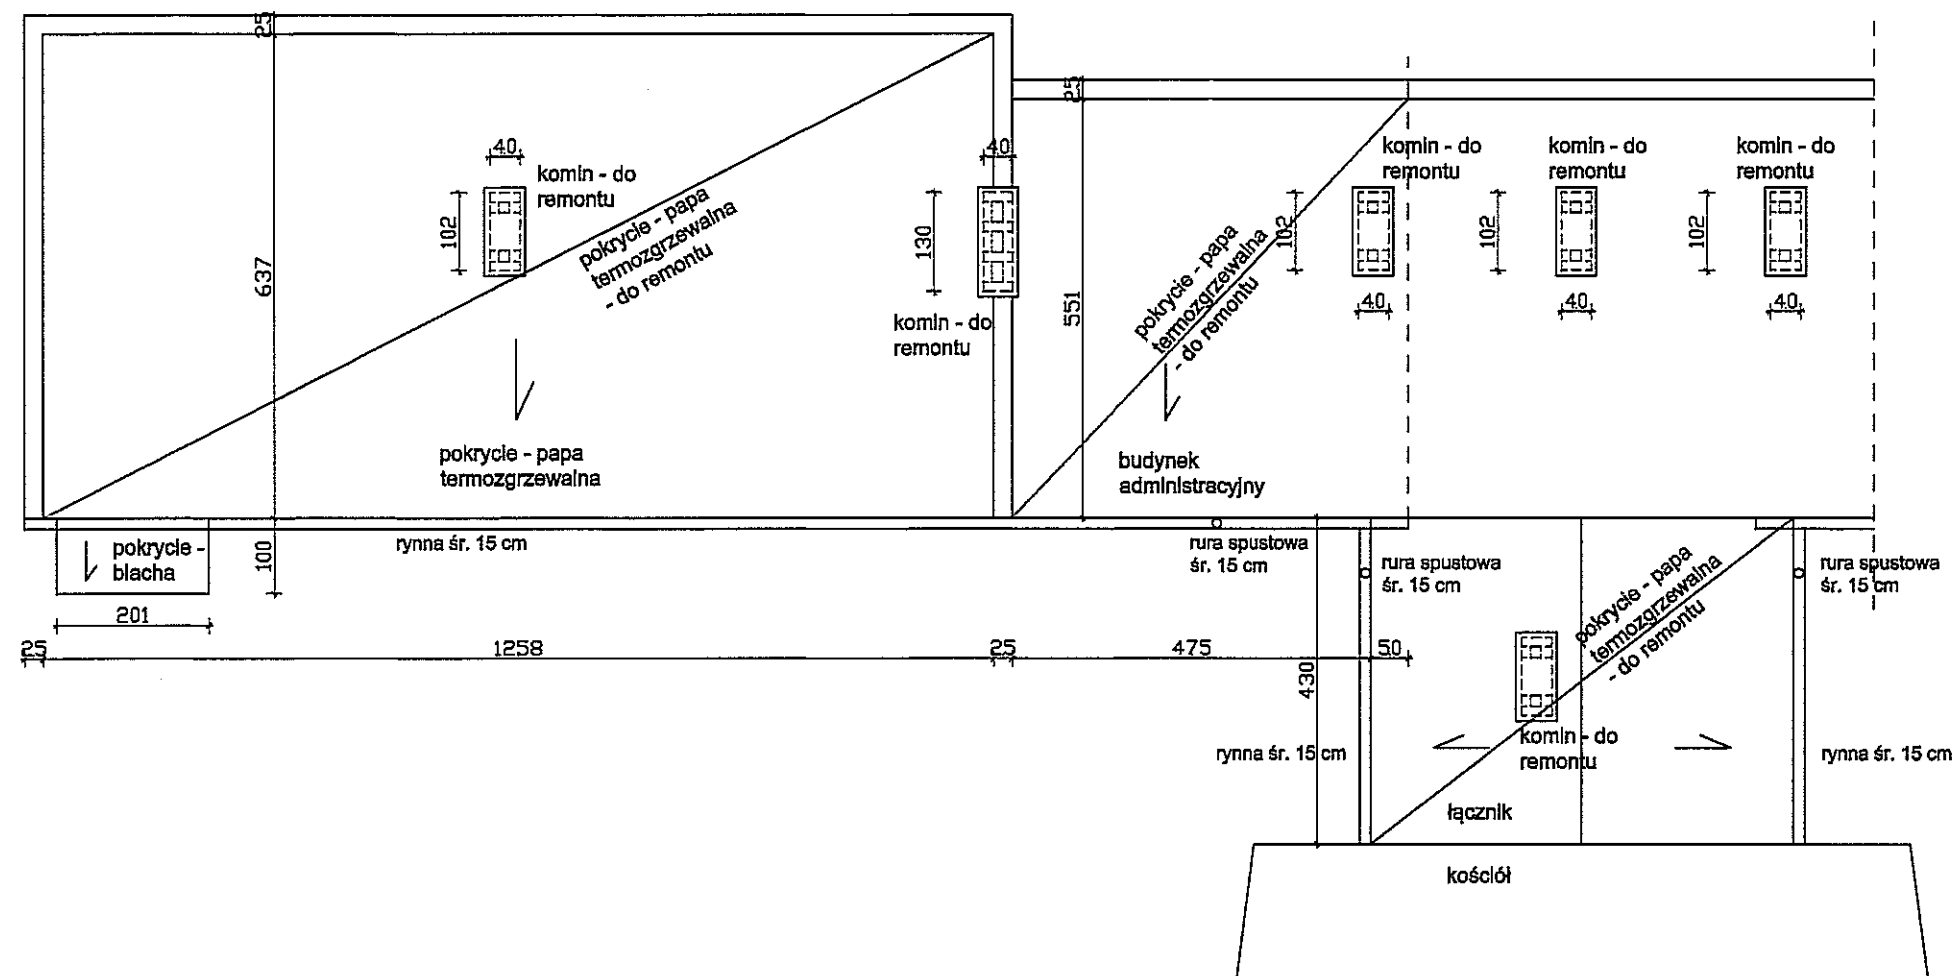 25
637
100
40
102
komin - do
remontu
pokrycie - papa
termozgrzewalna
- do remontu
40
130
komin - do
remontu
pokrycie - papa
termozgrzewalna
25
551
pokrycie - papa
termozgrzewalna
- do remontu
budynek
administracyjny
komin - do
remontu
102
40
komin - do
remontu
102
40
komin - do
remontu
102
40
pokrycie -
blacha
201
rynna śr. 15 cm
rura spustowa
śr. 15 cm
rura spustowa
śr. 15 cm
rura spustowa
śr. 15 cm
25
1258
25
475
50
430
pokrycie - papa
termozgrzewalna
- do remontu
komin - do
remontu
rynna śr. 15 cm
rynna śr. 15 cm
łącznik
kościół